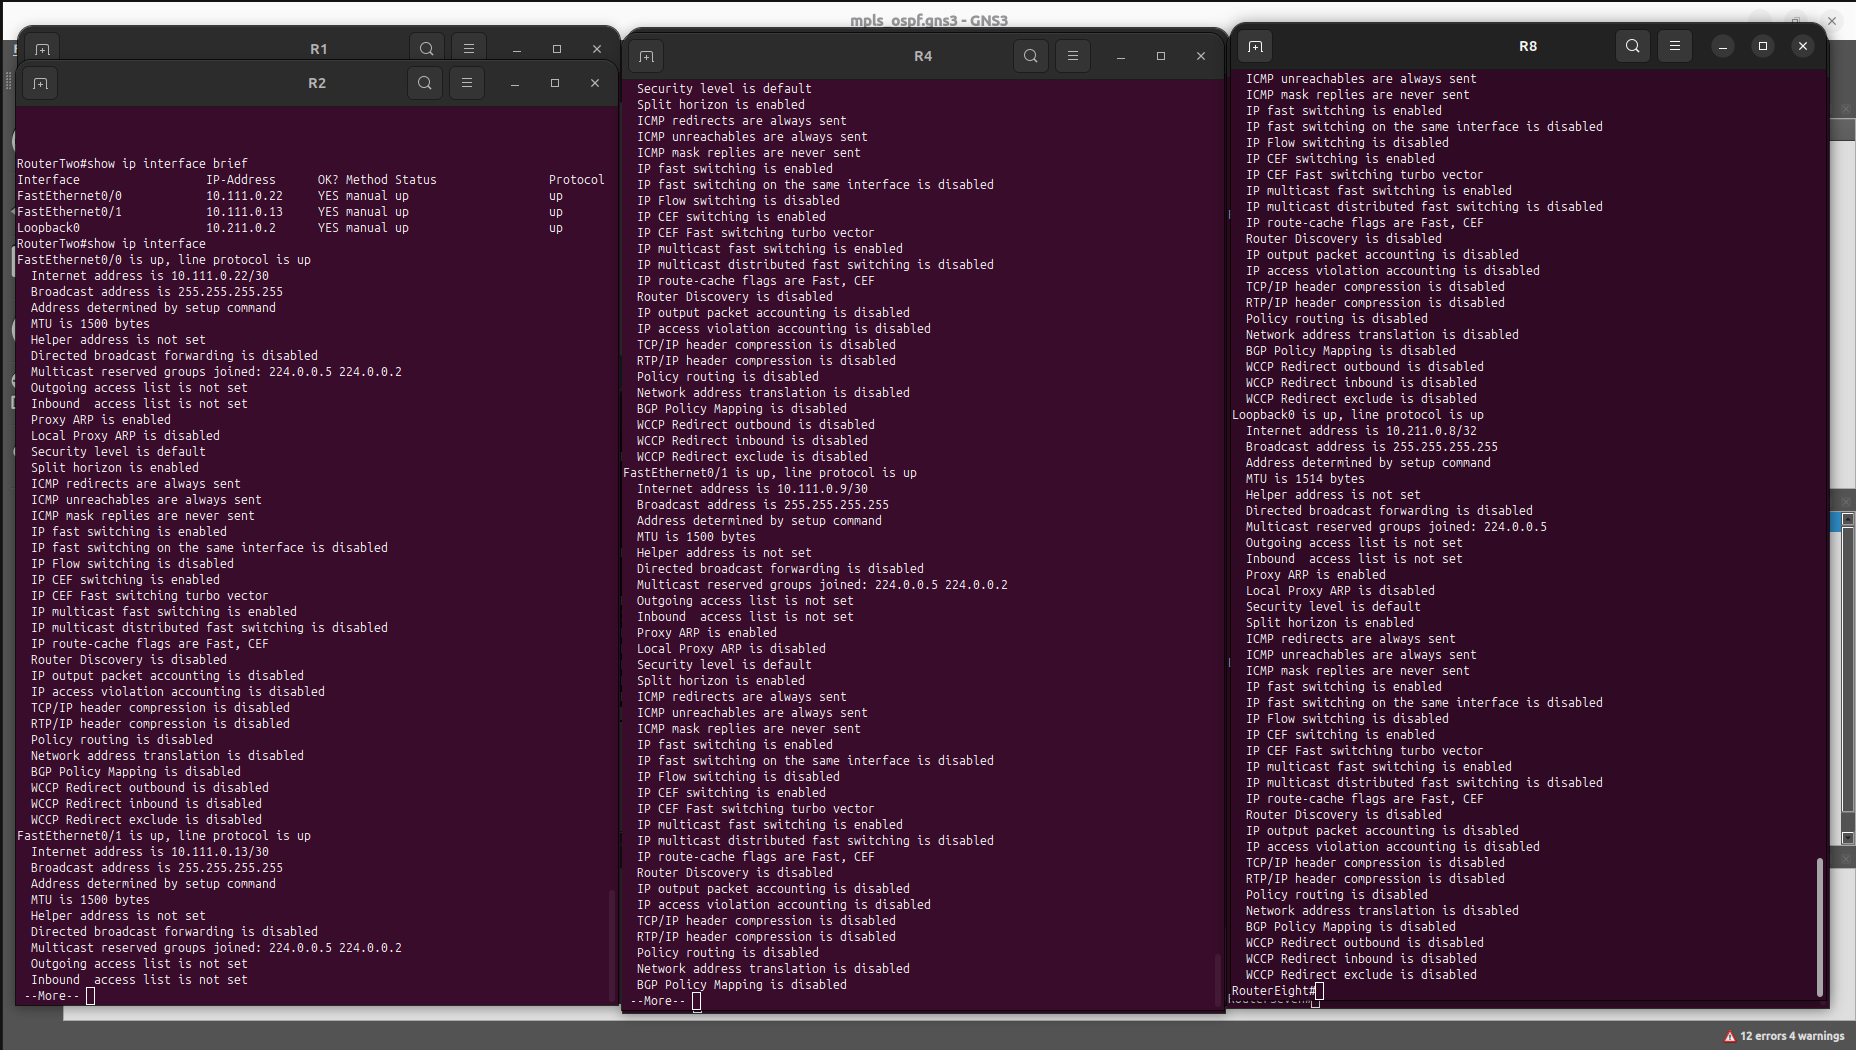 mpls_ospf.gns3 - GNS3
R1
R2
RouterTwo#show ip interface brief
Interface IP-Address OK? Method Status Protocol
FastEthernet0/0 10.111.0.22 YES manual up up
FastEthernet0/1 10.111.0.13 YES manual up up
Loopback0 10.211.0.2 YES manual up up
RouterTwo#show ip interface
FastEthernet0/0 is up, line protocol is up
Internet address is 10.111.0.22/30
Broadcast address is 255.255.255.255
Address determined by setup command
MTU is 1500 bytes
Helper address is not set
Directed broadcast forwarding is disabled
Multicast reserved groups joined: 224.0.0.5 224.0.0.2
Outgoing access list is not set
Inbound  access list is not set
Proxy ARP is enabled
Local Proxy ARP is disabled
Security level is default
Split horizon is enabled
ICMP redirects are always sent
ICMP unreachables are always sent
ICMP mask replies are never sent
IP fast switching is enabled
IP fast switching on the same interface is disabled
IP Flow switching is disabled
IP CEF switching is enabled
IP CEF Fast switching turbo vector
IP multicast fast switching is enabled
IP multicast distributed fast switching is disabled
IP route-cache flags are Fast, CEF
Router Discovery is disabled
IP output packet accounting is disabled
IP access violation accounting is disabled
TCP/IP header compression is disabled
RTP/IP header compression is disabled
Policy routing is disabled
Network address translation is disabled
BGP Policy Mapping is disabled
WCCP Redirect outbound is disabled
WCCP Redirect inbound is disabled
WCCP Redirect exclude is disabled
FastEthernet0/1 is up, line protocol is up
Internet address is 10.111.0.13/30
Broadcast address is 255.255.255.255
Address determined by setup command
MTU is 1500 bytes
Helper address is not set
Directed broadcast forwarding is disabled
Multicast reserved groups joined: 224.0.0.5 224.0.0.2
Outgoing access list is not set
Inbound  access list is not set
--More--
R4
Security level is default
Split horizon is enabled
ICMP redirects are always sent
ICMP unreachables are always sent
ICMP mask replies are never sent
IP fast switching is enabled
IP fast switching on the same interface is disabled
IP Flow switching is disabled
IP CEF switching is enabled
IP CEF Fast switching turbo vector
IP multicast fast switching is enabled
IP multicast distributed fast switching is disabled
IP route-cache flags are Fast, CEF
Router Discovery is disabled
IP output packet accounting is disabled
IP access violation accounting is disabled
TCP/IP header compression is disabled
RTP/IP header compression is disabled
Policy routing is disabled
Network address translation is disabled
BGP Policy Mapping is disabled
WCCP Redirect outbound is disabled
WCCP Redirect inbound is disabled
WCCP Redirect exclude is disabled
FastEthernet0/1 is up, line protocol is up
Internet address is 10.111.0.9/30
Broadcast address is 255.255.255.255
Address determined by setup command
MTU is 1500 bytes
Helper address is not set
Directed broadcast forwarding is disabled
Multicast reserved groups joined: 224.0.0.5 224.0.0.2
Outgoing access list is not set
Inbound  access list is not set
Proxy ARP is enabled
Local Proxy ARP is disabled
Security level is default
Split horizon is enabled
ICMP redirects are always sent
ICMP unreachables are always sent
ICMP mask replies are never sent
IP fast switching is enabled
IP fast switching on the same interface is disabled
IP Flow switching is disabled
IP CEF switching is enabled
IP CEF Fast switching turbo vector
IP multicast fast switching is enabled
IP multicast distributed fast switching is disabled
IP route-cache flags are Fast, CEF
Router Discovery is disabled
IP output packet accounting is disabled
IP access violation accounting is disabled
TCP/IP header compression is disabled
RTP/IP header compression is disabled
Policy routing is disabled
Network address translation is disabled
BGP Policy Mapping is disabled
--More--
R8
ICMP unreachables are always sent
ICMP mask replies are never sent
IP fast switching is enabled
IP fast switching on the same interface is disabled
IP Flow switching is disabled
IP CEF switching is enabled
IP CEF Fast switching turbo vector
IP multicast fast switching is enabled
IP multicast distributed fast switching is disabled
IP route-cache flags are Fast, CEF
Router Discovery is disabled
IP output packet accounting is disabled
IP access violation accounting is disabled
TCP/IP header compression is disabled
RTP/IP header compression is disabled
Policy routing is disabled
Network address translation is disabled
BGP Policy Mapping is disabled
WCCP Redirect outbound is disabled
WCCP Redirect inbound is disabled
WCCP Redirect exclude is disabled
Loopback0 is up, line protocol is up
Internet address is 10.211.0.8/32
Broadcast address is 255.255.255.255
Address determined by setup command
MTU is 1514 bytes
Helper address is not set
Directed broadcast forwarding is disabled
Multicast reserved groups joined: 224.0.0.5
Outgoing access list is not set
Inbound  access list is not set
Proxy ARP is enabled
Local Proxy ARP is disabled
Security level is default
Split horizon is enabled
ICMP redirects are always sent
ICMP unreachables are always sent
ICMP mask replies are never sent
IP fast switching is enabled
IP fast switching on the same interface is disabled
IP Flow switching is disabled
IP CEF switching is enabled
IP CEF Fast switching turbo vector
IP multicast fast switching is enabled
IP multicast distributed fast switching is disabled
IP route-cache flags are Fast, CEF
Router Discovery is disabled
IP output packet accounting is disabled
IP access violation accounting is disabled
TCP/IP header compression is disabled
RTP/IP header compression is disabled
Policy routing is disabled
Network address translation is disabled
BGP Policy Mapping is disabled
WCCP Redirect outbound is disabled
WCCP Redirect inbound is disabled
WCCP Redirect exclude is disabled
RouterEight#
12 errors 4 warnings